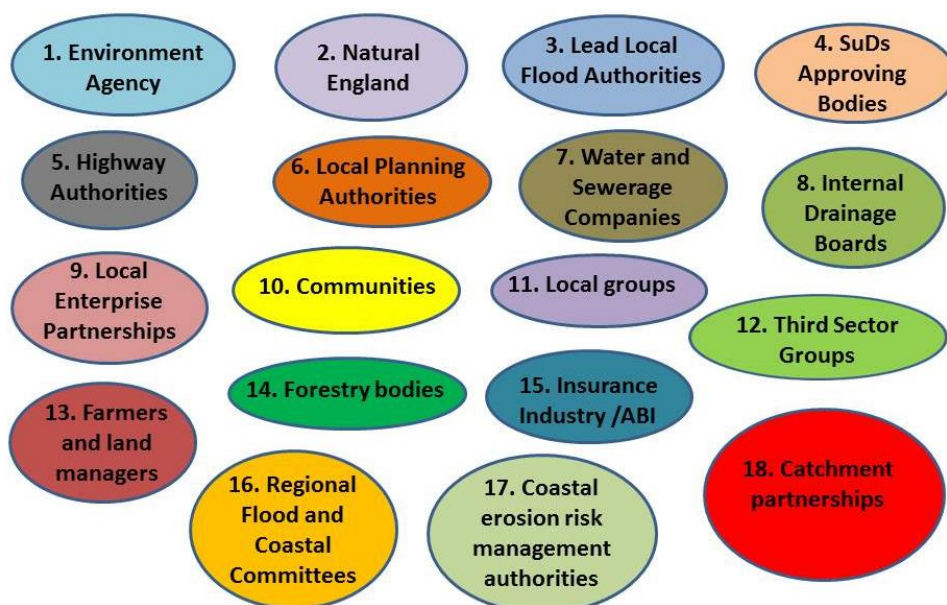 1. Environment
Agency
2. Natural
England
3. Lead Local
Flood Authorities
4. SuDs
Approving
Bodies
5. Highway
Authorities
6. Local Planning
Authorities
7. Water and
Sewerage
Companies
8. Internal
Drainage
Boards
9. Local
Enterprise
Partnerships
10. Communities
11. Local groups
12. Third Sector
Groups
13. Farmers
and land
managers
14. Forestry bodies
15. Insurance
Industry /ABI
16. Regional
Flood and
Coastal
Committees
17. Coastal
erosion risk
management
authorities
18. Catchment
partnerships